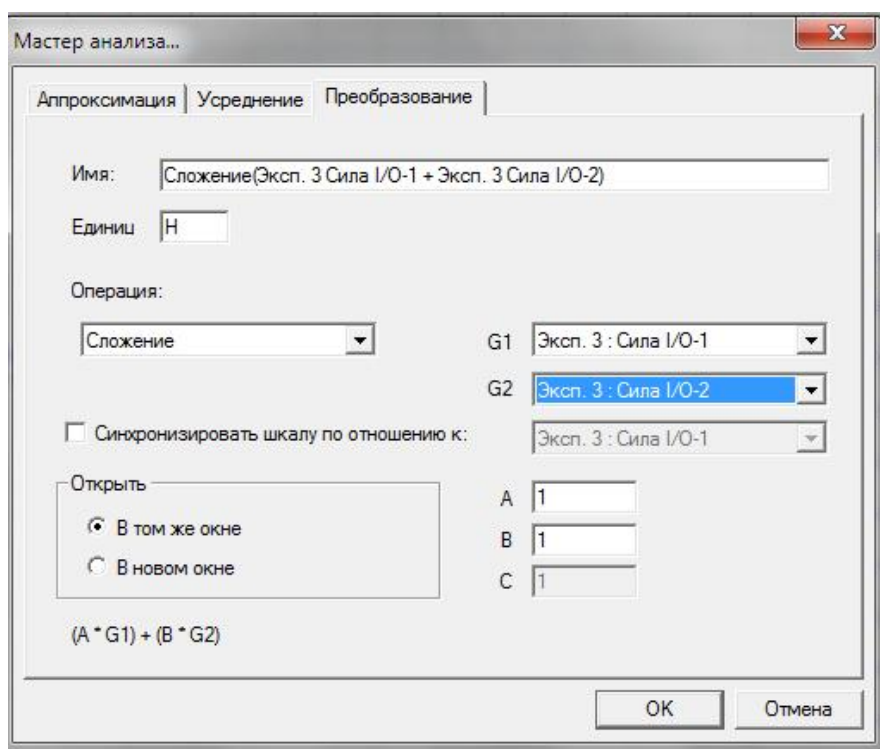 Мастер анализа...
Аппроксимация Усреднение Преобразование
Имя: Сложение(Эксп. 3 Сила I/O-1 + Эксп. 3 Сила I/O-2)
Единиц Н
Операция:
Сложение G1 Эксп. 3 : Сила I/O-1
G2 Эксп. 3 : Сила I/O-2
Синхронизировать шкалу по отношению к: Эксп. 3 : Сила I/O-1
Открыть
A 1
В том же окне
B 1
В новом окне
C 1
(A * G1) + (B * G2)
OK Отмена